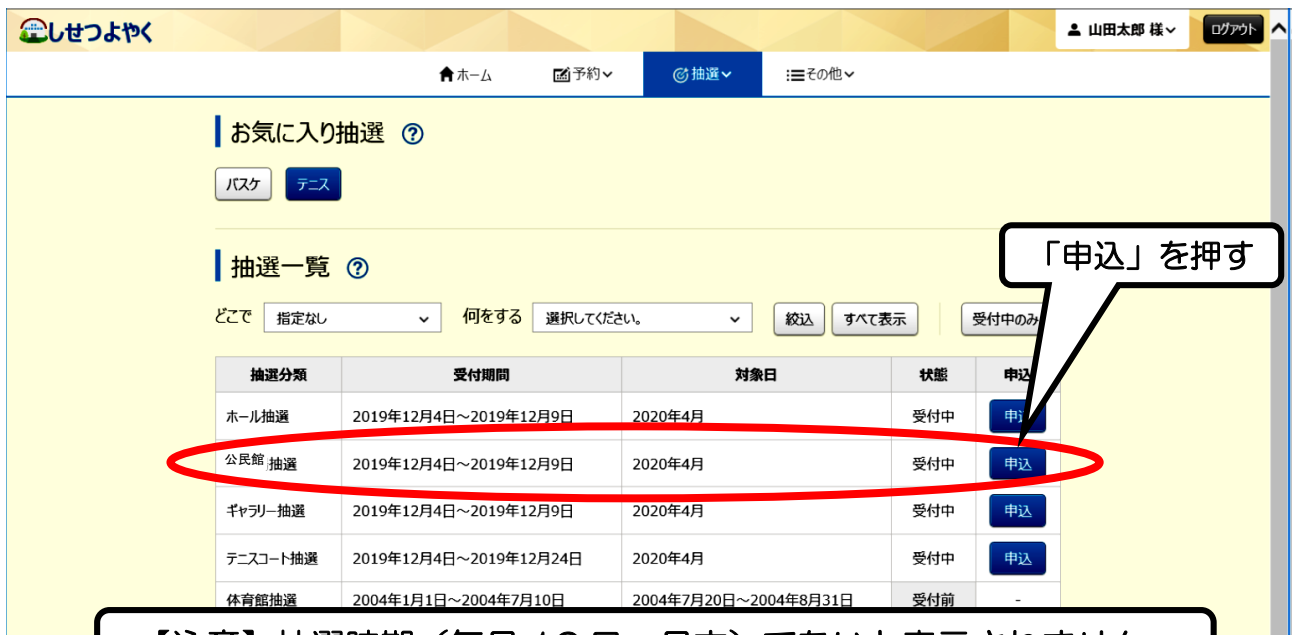 しせつよやく
山田太郎 様
ログアウト
ホーム 予約 抽選 その他
お気に入り抽選 ?
バスケ テニス
「申込」を押す
抽選一覧 ?
どこで 指定なし 何をする 選択してください。 絞込 すべて表示 受付中のみ
抽選分類 受付期間 対象日 状態 申込
ホール抽選 2019年12月4日～2019年12月9日 2020年4月 受付中 申込
公民館 抽選 2019年12月4日～2019年12月9日 2020年4月 受付中 申込
ギャラリー抽選 2019年12月4日～2019年12月9日 2020年4月 受付中 申込
テニスコート抽選 2019年12月4日～2019年12月24日 2020年4月 受付中 申込
体育館抽選 2004年1月1日～2004年7月10日 2004年7月20日～2004年8月31日 受付前 -